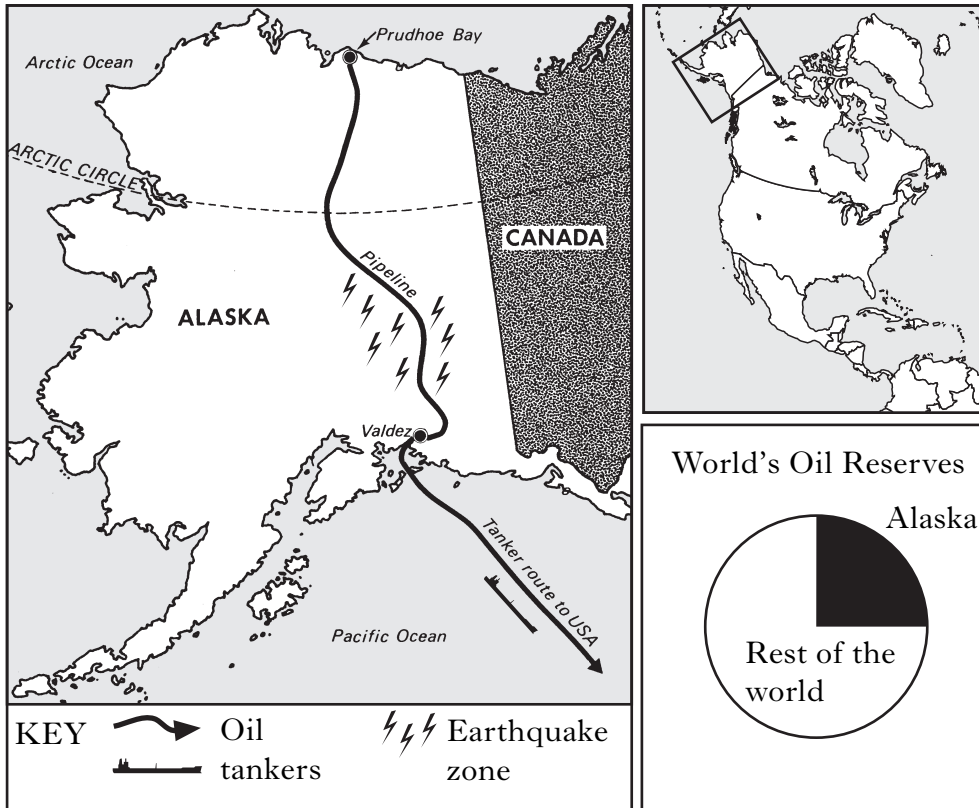 Prudhoe Bay
Arctic Ocean
ARCTIC CIRCLE
CANADA
Pipeline
ALASKA
Valdez
Tanker route to USA
Pacific Ocean
KEY
Oil
tankers
Earthquake
zone
World's Oil Reserves
Alaska
Rest of the
world